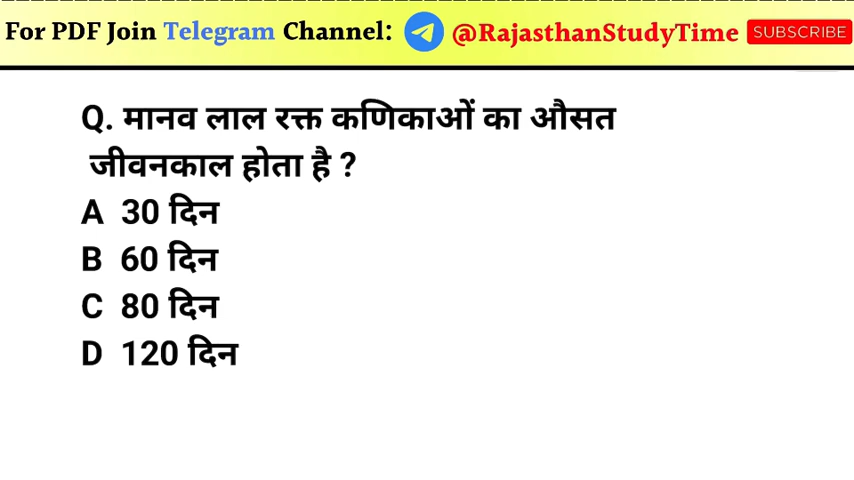 For PDF Join Telegram Channel: @RajasthanStudyTime SUBSCRIBE
Q. मानव लाल रक्त कणिकाओं का औसत
जीवनकाल होता है ?
A 30 दिन
B 60 दिन
C 80 दिन
D 120 दिन